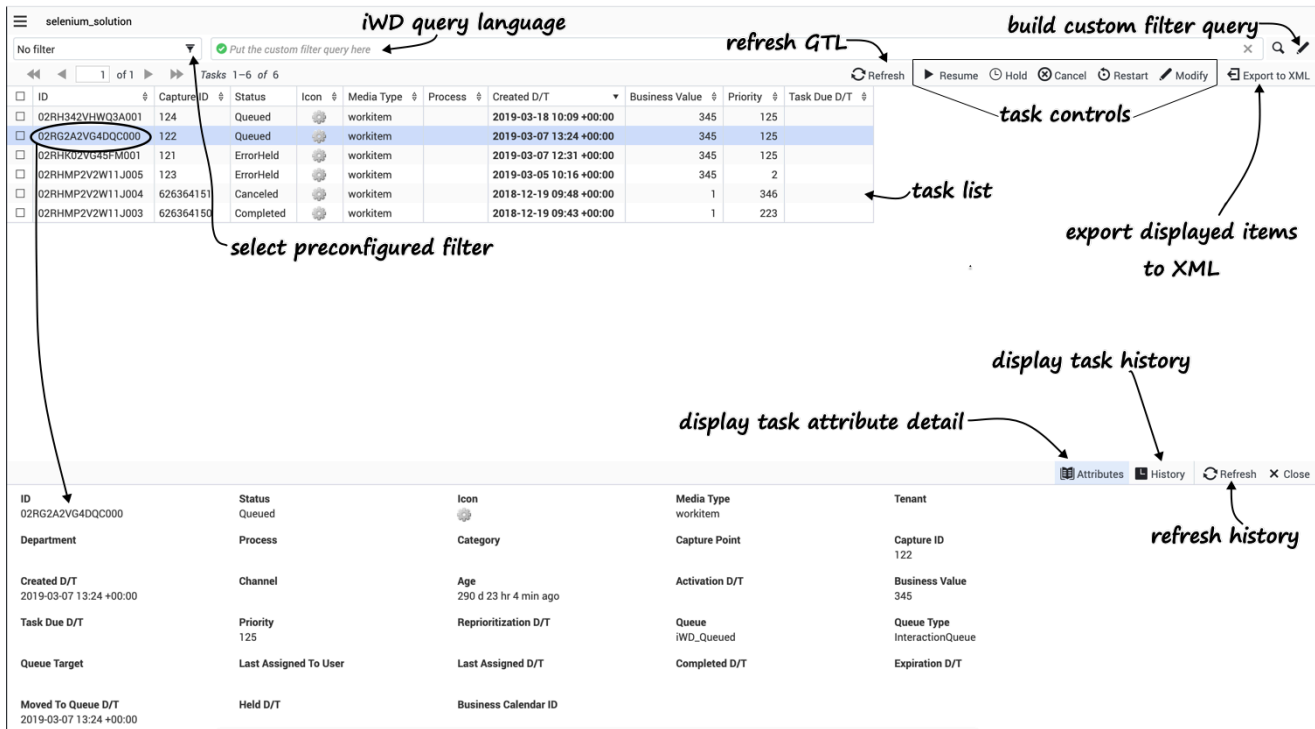 selenium_solution
iWD query language
build custom filter query
No filter
Put the custom filter query here
refresh GTL
1 of 1 Tasks 1–6 of 6
Refresh Resume Hold Cancel Restart Modify Export to XML
ID Capture ID Status Icon Media Type Process Created D/T Business Value Priority Task Due D/T
02RH342VHWQ3A001 124 Queued workitem 2019-03-18 10:09 +00:00 345 125
02RG2A2VG4DQC000 122 Queued workitem 2019-03-07 13:24 +00:00 345 125
02RHK02VG45FM001 121 ErrorHeld workitem 2019-03-07 12:31 +00:00 345 125
02RHMP2V2W11J005 123 ErrorHeld workitem 2019-03-05 10:16 +00:00 345 2
02RHMP2V2W11J004 626364151 Canceled workitem 2018-12-19 09:48 +00:00 1 346
02RHMP2V2W11J003 626364150 Completed workitem 2018-12-19 09:43 +00:00 1 223
task controls
task list
select preconfigured filter
export displayed items
to XML
display task history
display task attribute detail
Attributes History Refresh Close
refresh history
ID Status Icon Media Type Tenant
02RG2A2VG4DQC000 Queued workitem
Department Process Category Capture Point Capture ID
122
Created D/T Channel Age Activation D/T Business Value
2019-03-07 13:24 +00:00 290 d 23 hr 4 min ago 345
Task Due D/T Priority Reprioritization D/T Queue Queue Type
125 iWD_Queued InteractionQueue
Queue Target Last Assigned To User Last Assigned D/T Completed D/T Expiration D/T
Moved To Queue D/T Held D/T Business Calendar ID
2019-03-07 13:24 +00:00